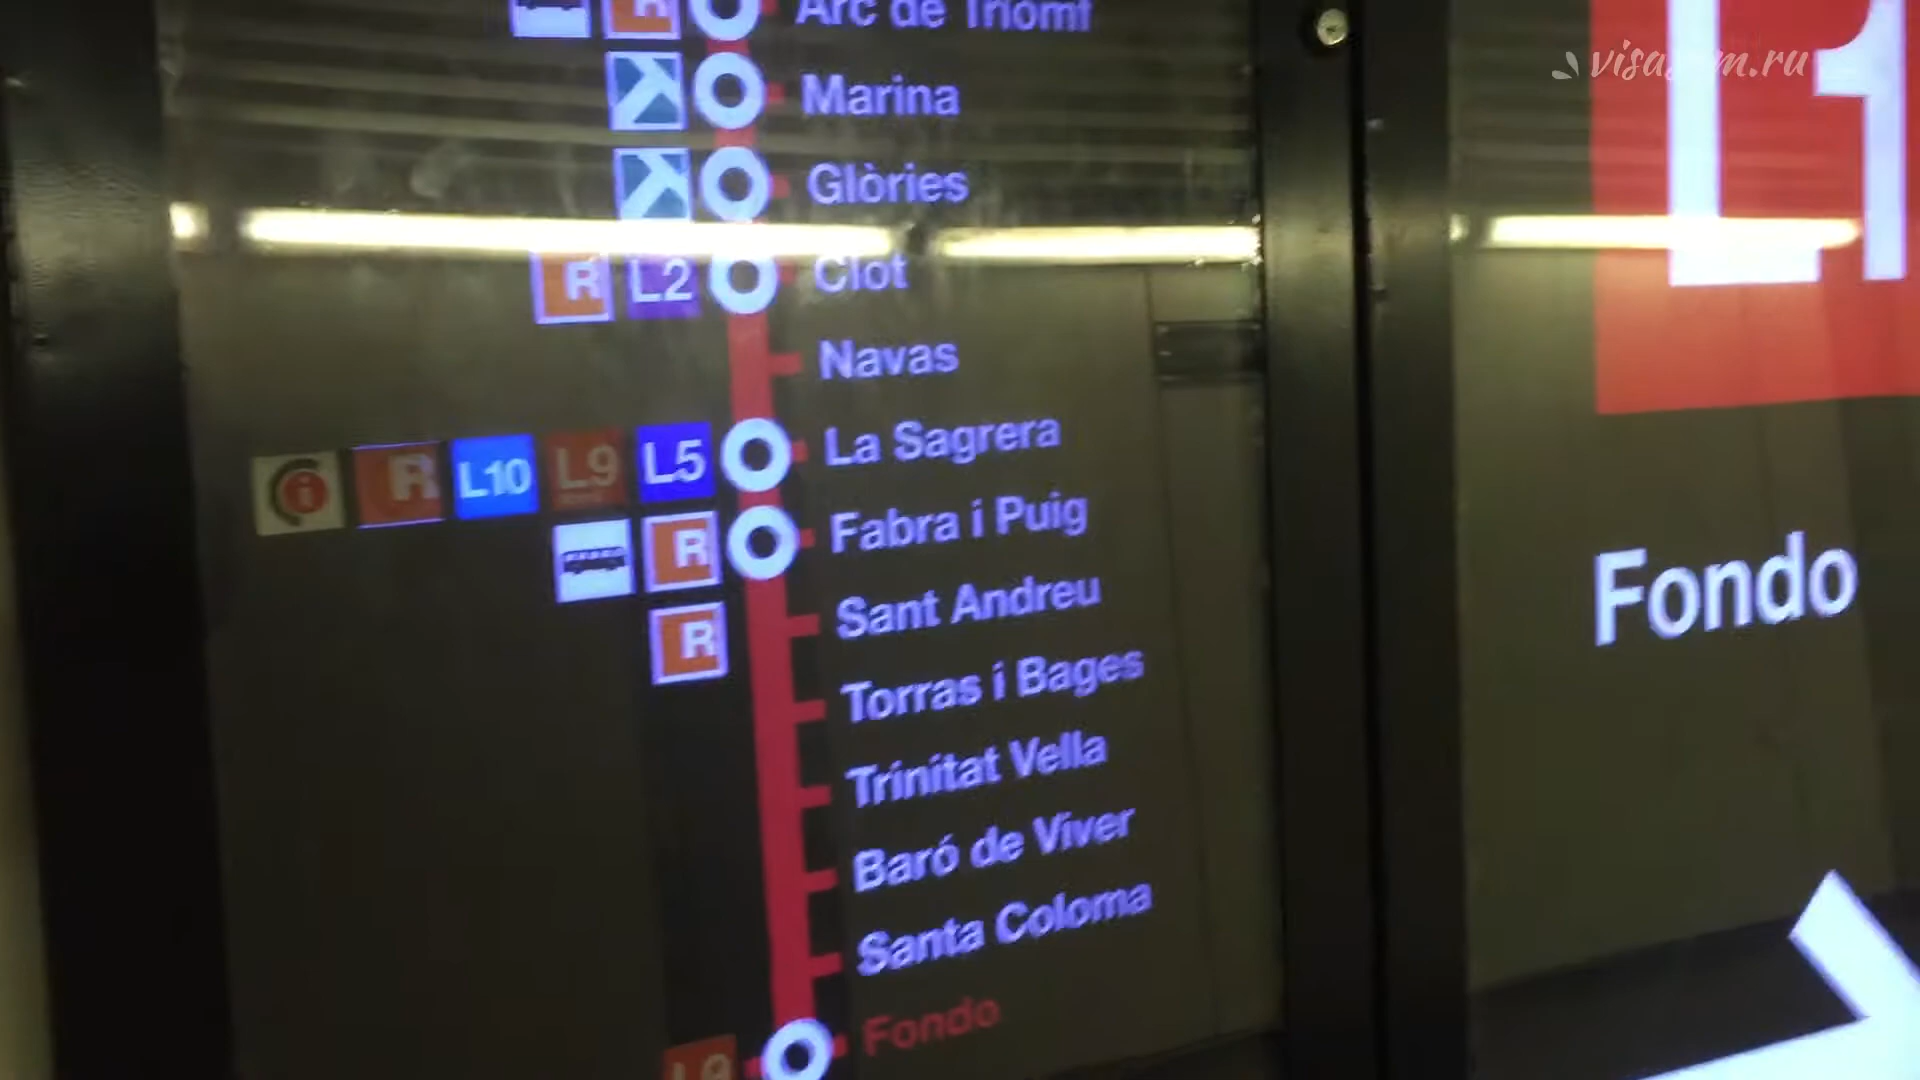 Arc de Triomf
Marina
Glòries
R L2 Clot
Navas
R L10 L9 L5 La Sagrera
R Fabra i Puig
R Sant Andreu
Torras i Bages
Trinitat Vella
Baró de Viver
Santa Coloma
L9 Fondo
L1
Fondo